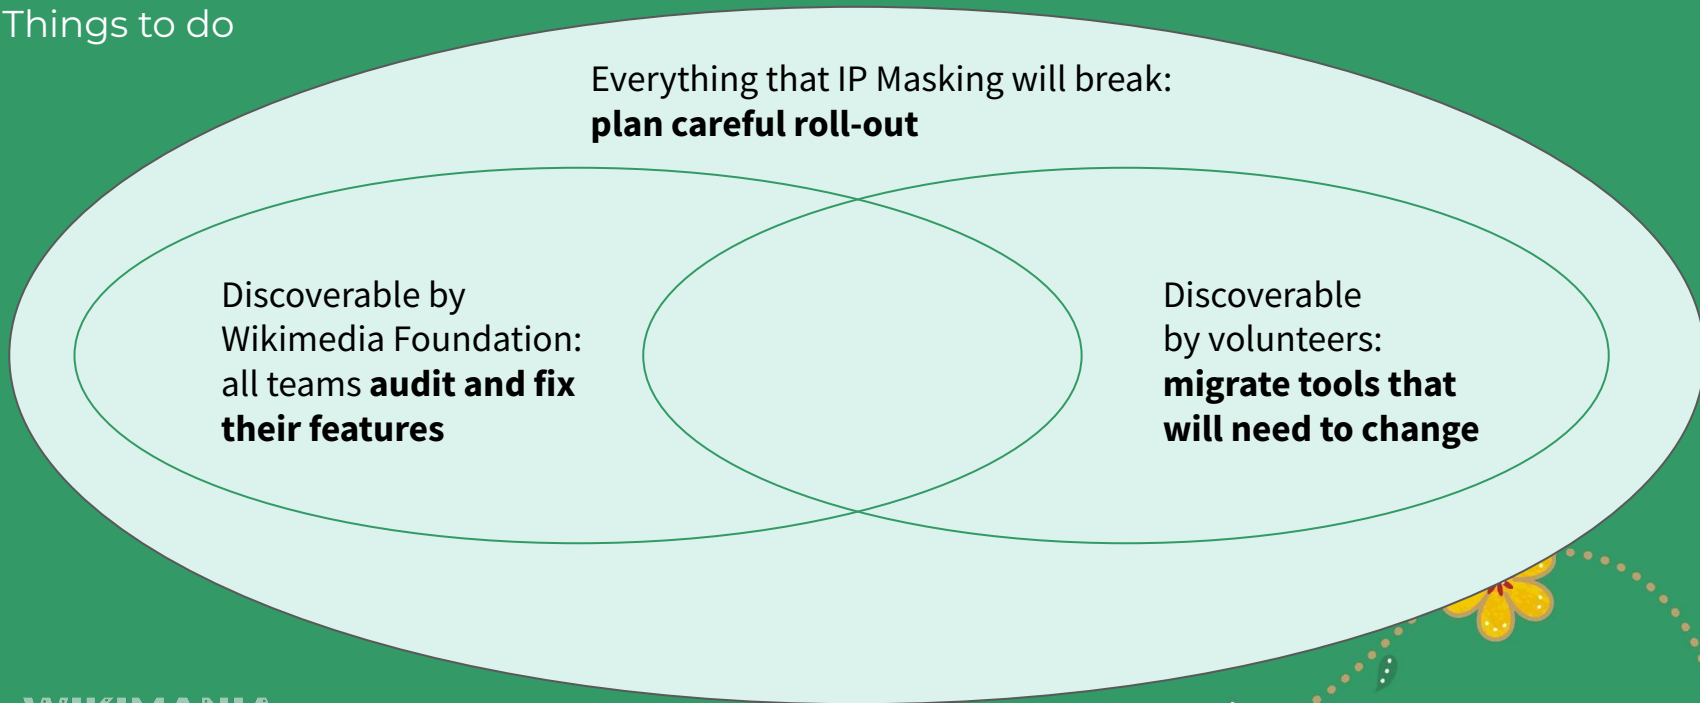 Things to do
Everything that IP Masking will break:
plan careful roll-out
Discoverable by
Wikimedia Foundation:
all teams audit and fix
their features
Discoverable
by volunteers:
migrate tools that
will need to change
WIKIMANIA